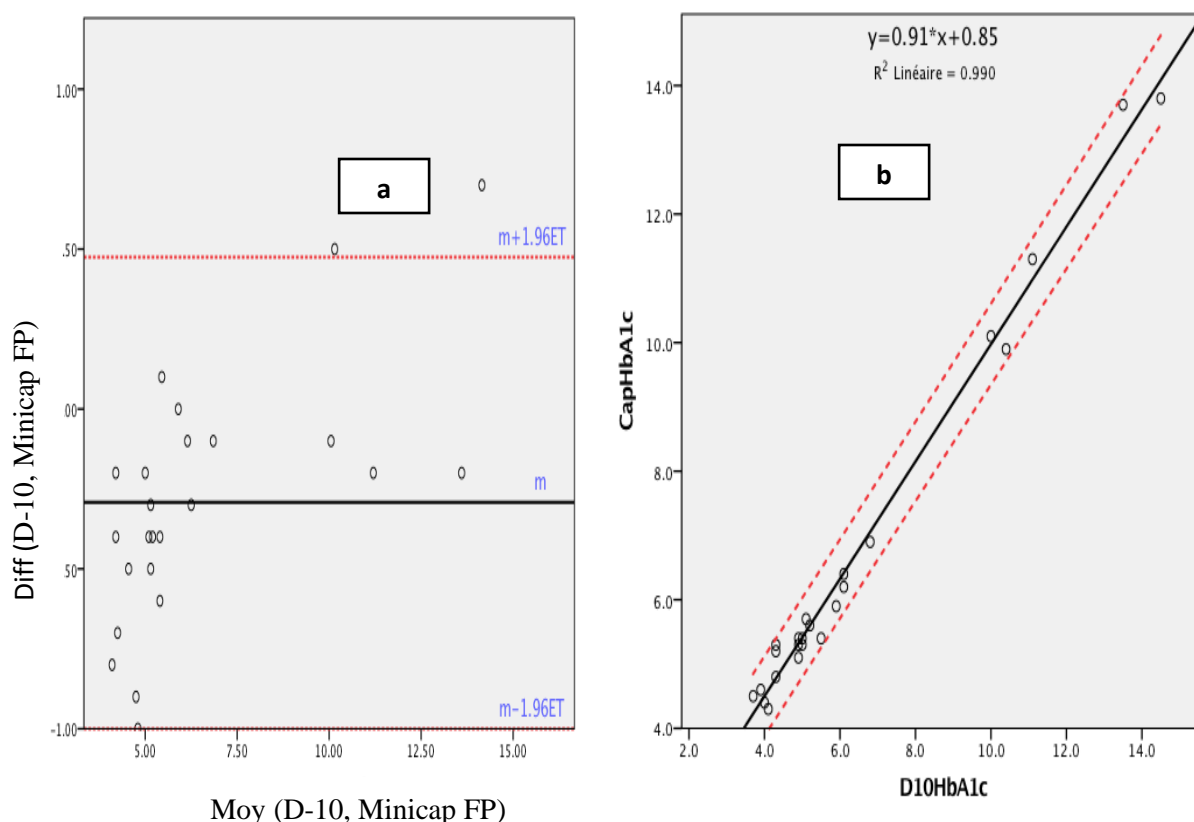 1.00
.50
.00
.50
-1.00
5.00 7.50 10.00 12.50 15.00
a
m+1.96ET
m
m-1.96ET
Diff (D-10, Minicap FP)
Moy (D-10, Minicap FP)
y=0.91*x+0.85
R² Linéaire = 0.990
b
14.0
12.0
10.0
8.0
6.0
4.0
2.0 4.0 6.0 8.0 10.0 12.0 14.0
CapHbA1c
D10HbA1c